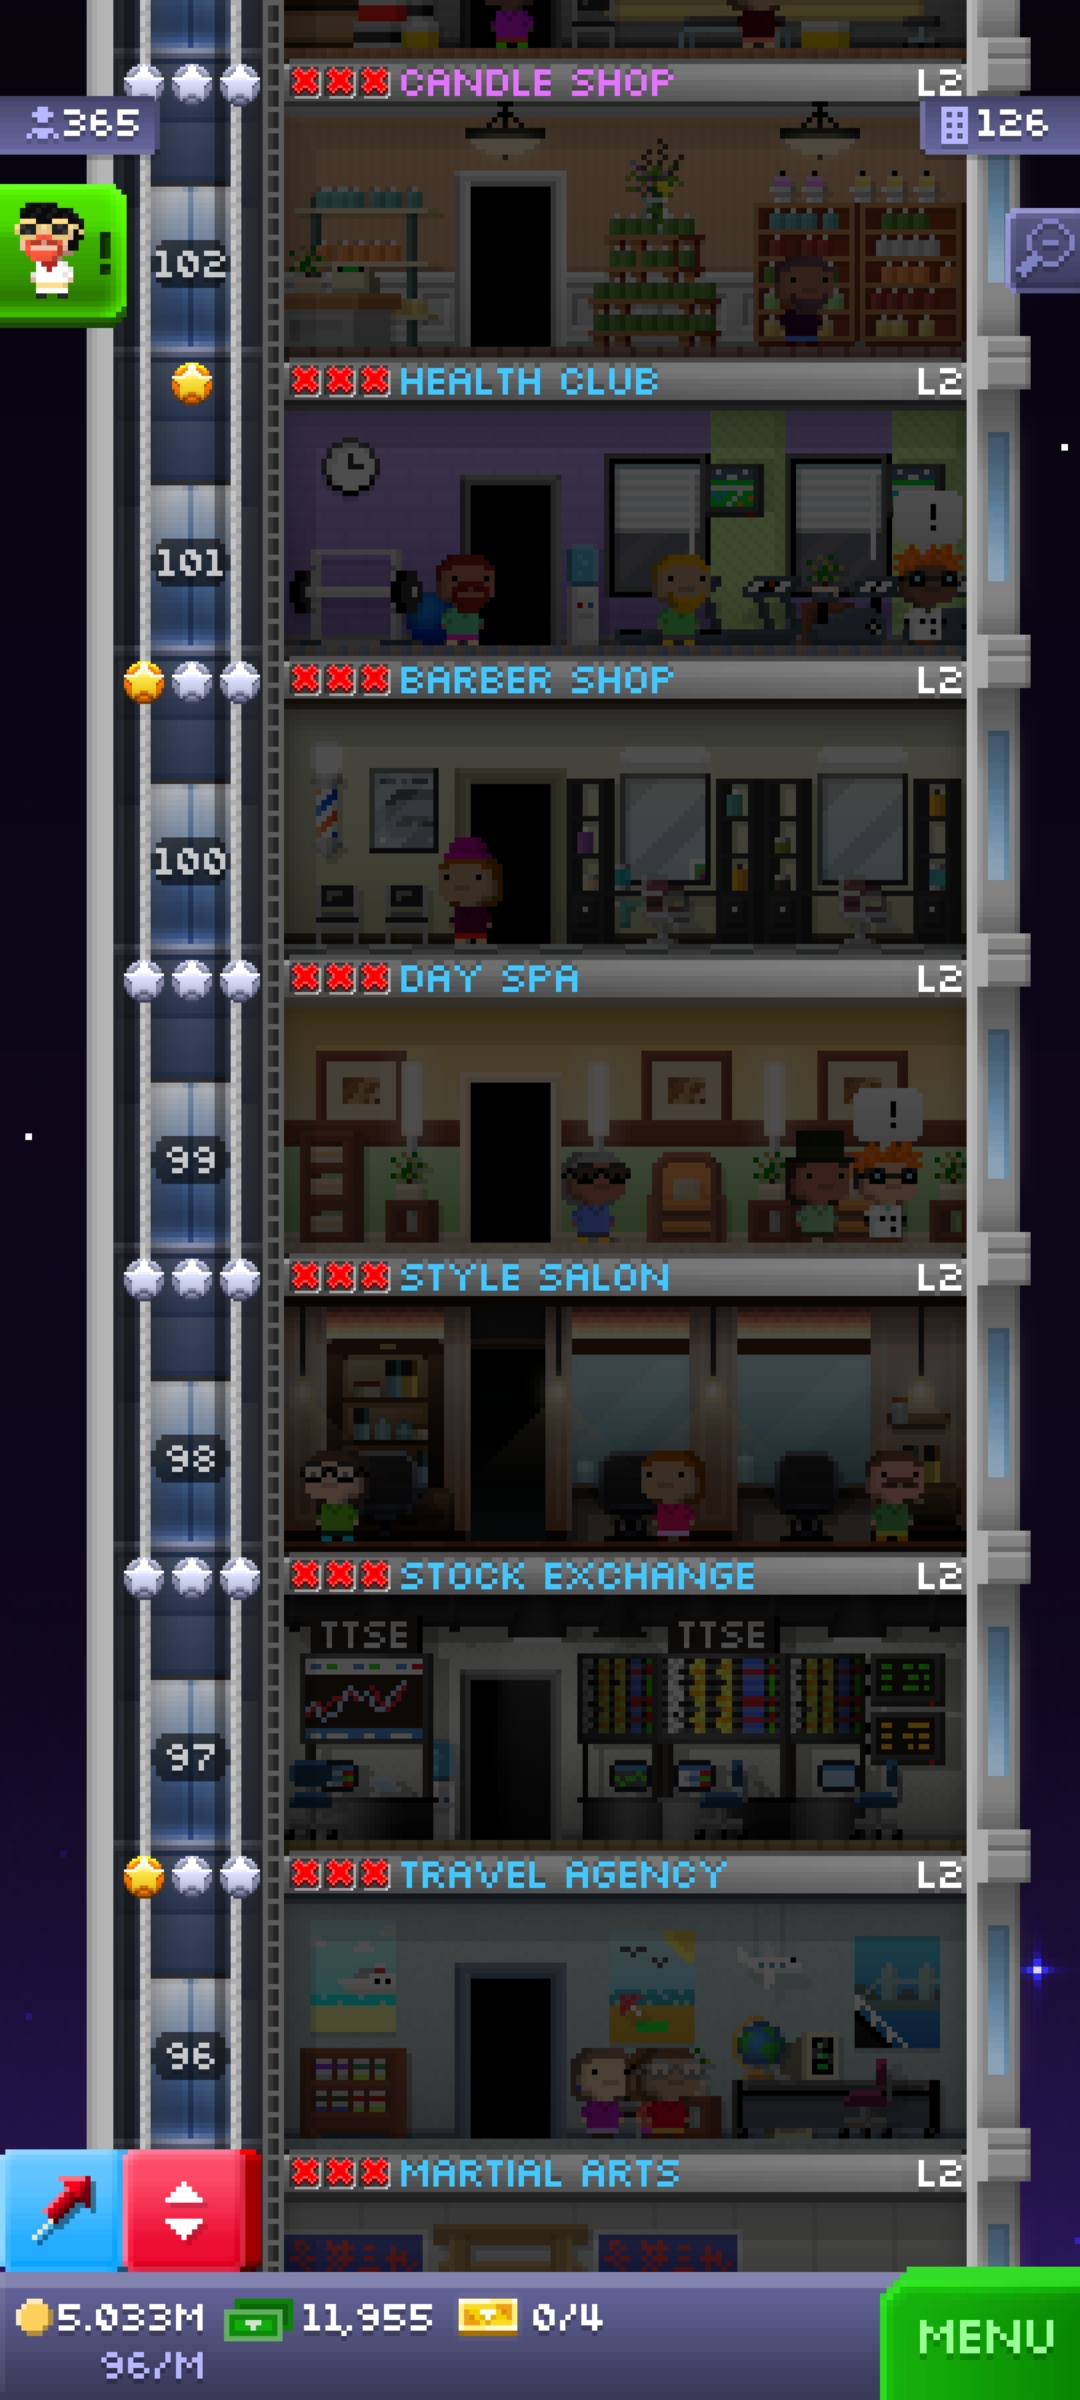 CANDLE SHOP L2
365
126
!
102
HEALTH CLUB L2
!
101
BARBER SHOP L2
100
DAY SPA L2
!
99
STYLE SALON L2
98
STOCK EXCHANGE L2
TTSE TTSE
97
TRAVEL AGENCY L2
96
MARTIAL ARTS L2
5.033M 11,955 0/4
96/M
MENU